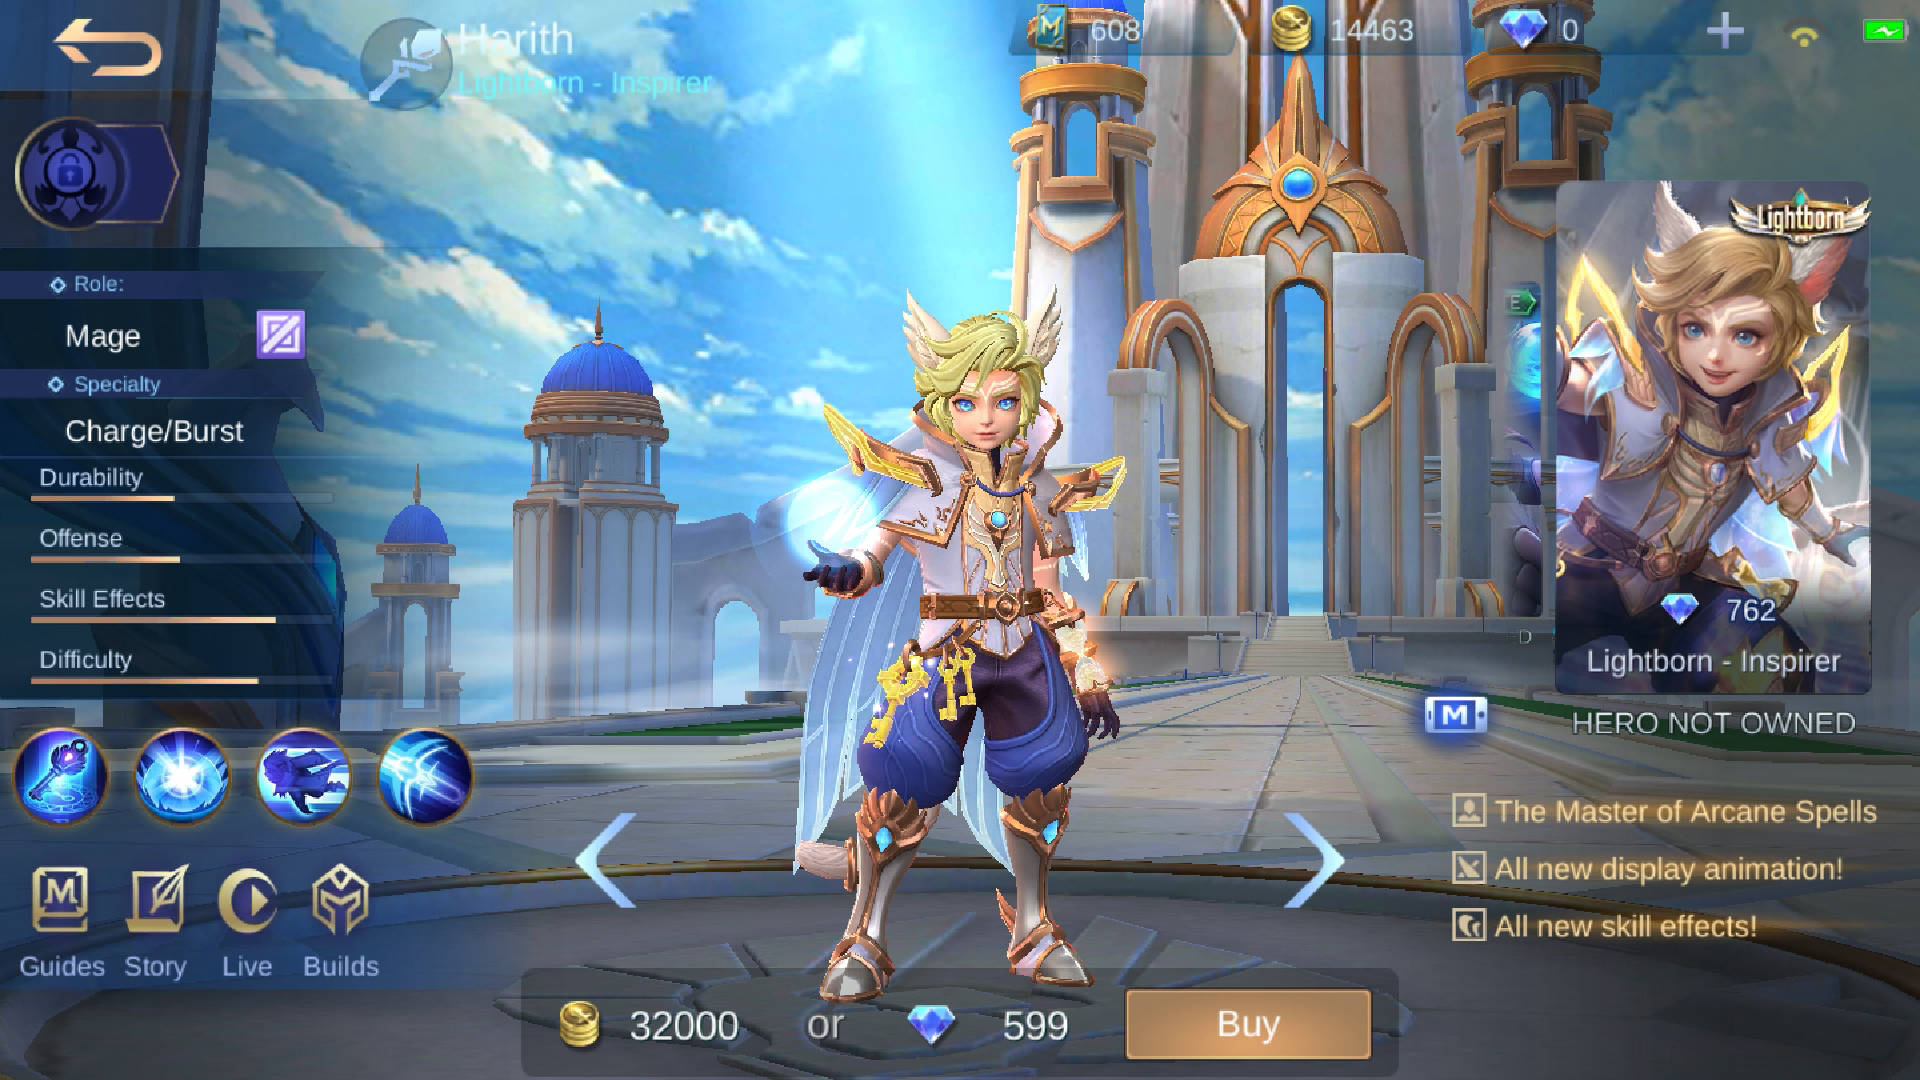 Harith
Lightborn - Inspirer
M
608
14463
0
Role:
Mage
Specialty
Charge/Burst
Durability
Offense
Skill Effects
Difficulty
M
Guides
Story
Live
Builds
Lightborn
E
D
762
Lightborn - Inspirer
M
HERO NOT OWNED
The Master of Arcane Spells
All new display animation!
All new skill effects!
32000 or 599
Buy